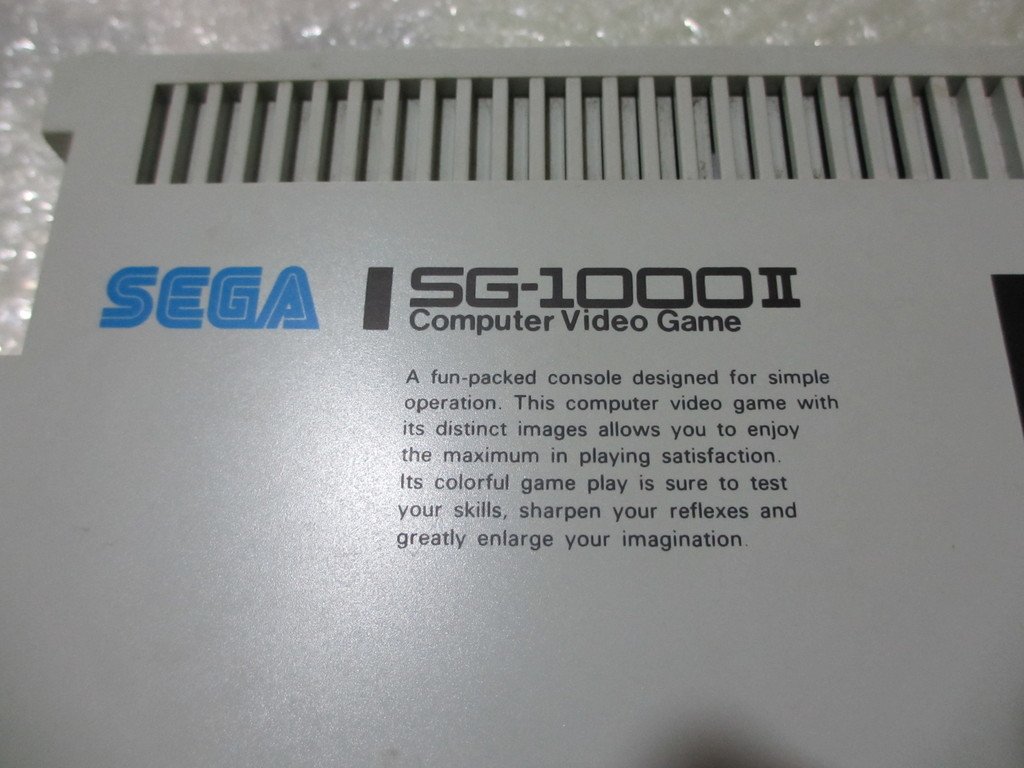 SEGA
SG-1000 II
Computer Video Game
A fun-packed console designed for simple
operation. This computer video game with
its distinct images allows you to enjoy
the maximum in playing satisfaction.
Its colorful game play is sure to test
your skills, sharpen your reflexes and
greatly enlarge your imagination.